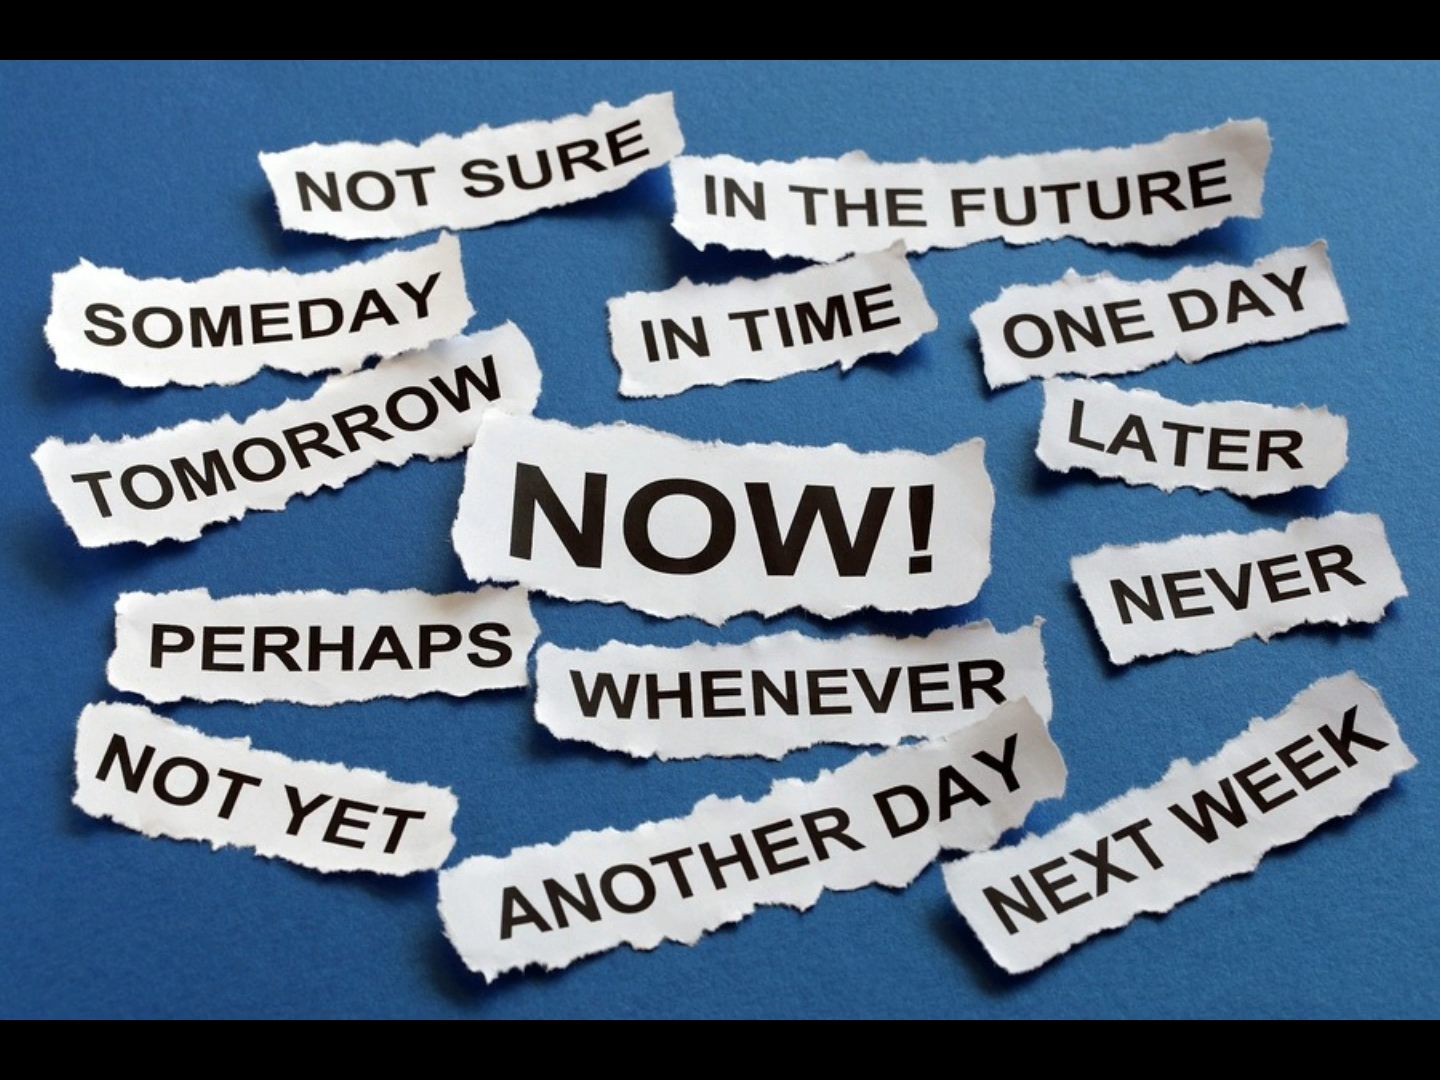 NOT SURE
IN THE FUTURE
SOMEDAY
IN TIME
ONE DAY
TOMORROW
LATER
NOW!
NEVER
PERHAPS
WHENEVER
NOT YET
ANOTHER DAY
NEXT WEEK